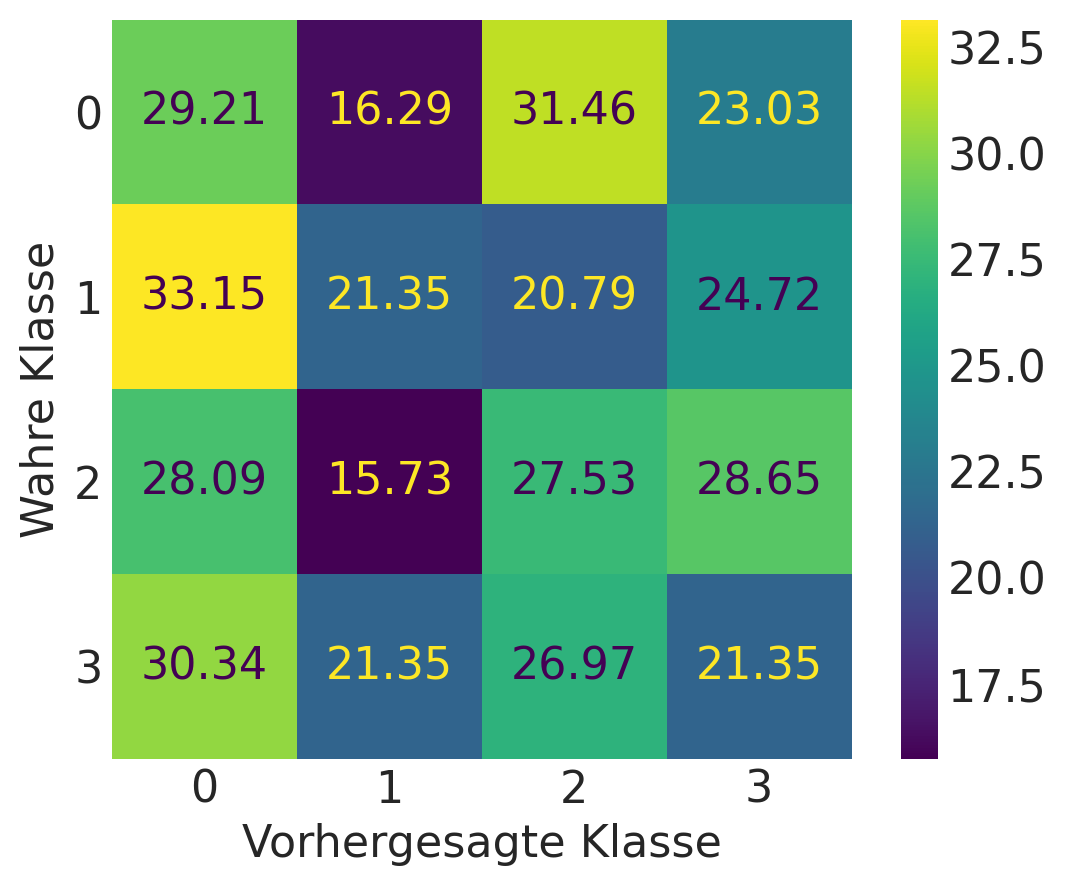 0 29.21 16.29 31.46 23.03
1 33.15 21.35 20.79 24.72
2 28.09 15.73 27.53 28.65
3 30.34 21.35 26.97 21.35
0 1 2 3
Vorhergesagte Klasse
Wahre Klasse
32.5
30.0
27.5
25.0
22.5
20.0
17.5